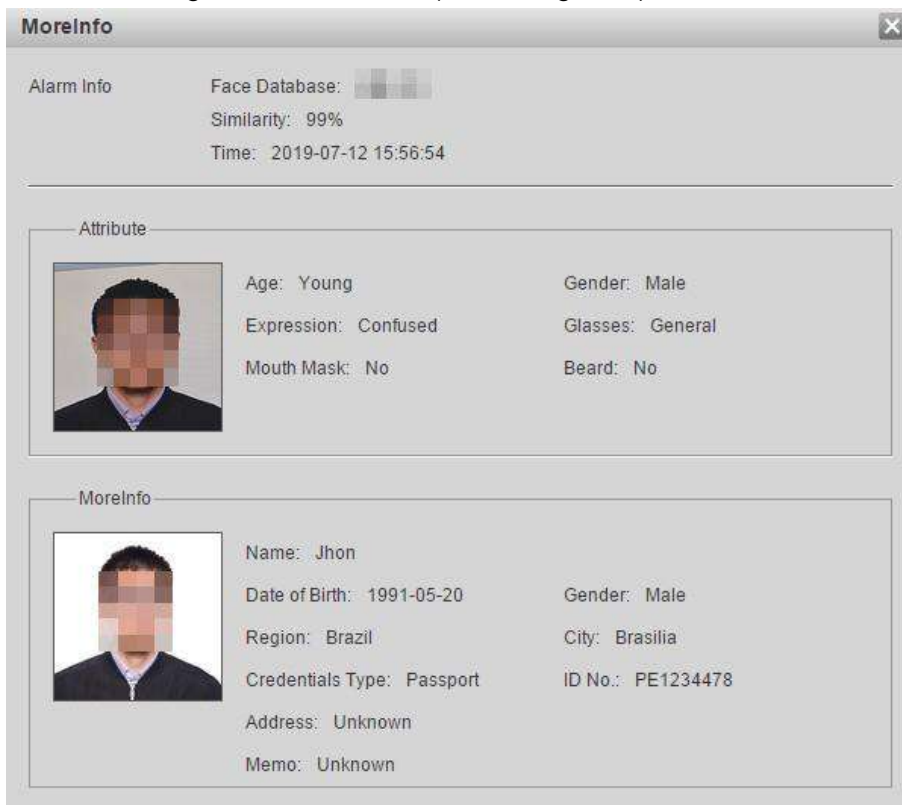 MoreInfo
Alarm Info
Face Database:
Similarity: 99%
Time: 2019-07-12 15:56:54
Attribute
Age: Young Gender: Male
Expression: Confused Glasses: General
Mouth Mask: No Beard: No
MoreInfo
Name: Jhon
Date of Birth: 1991-05-20 Gender: Male
Region: Brazil City: Brasilia
Credentials Type: Passport ID No.: PE1234478
Address: Unknown
Memo: Unknown